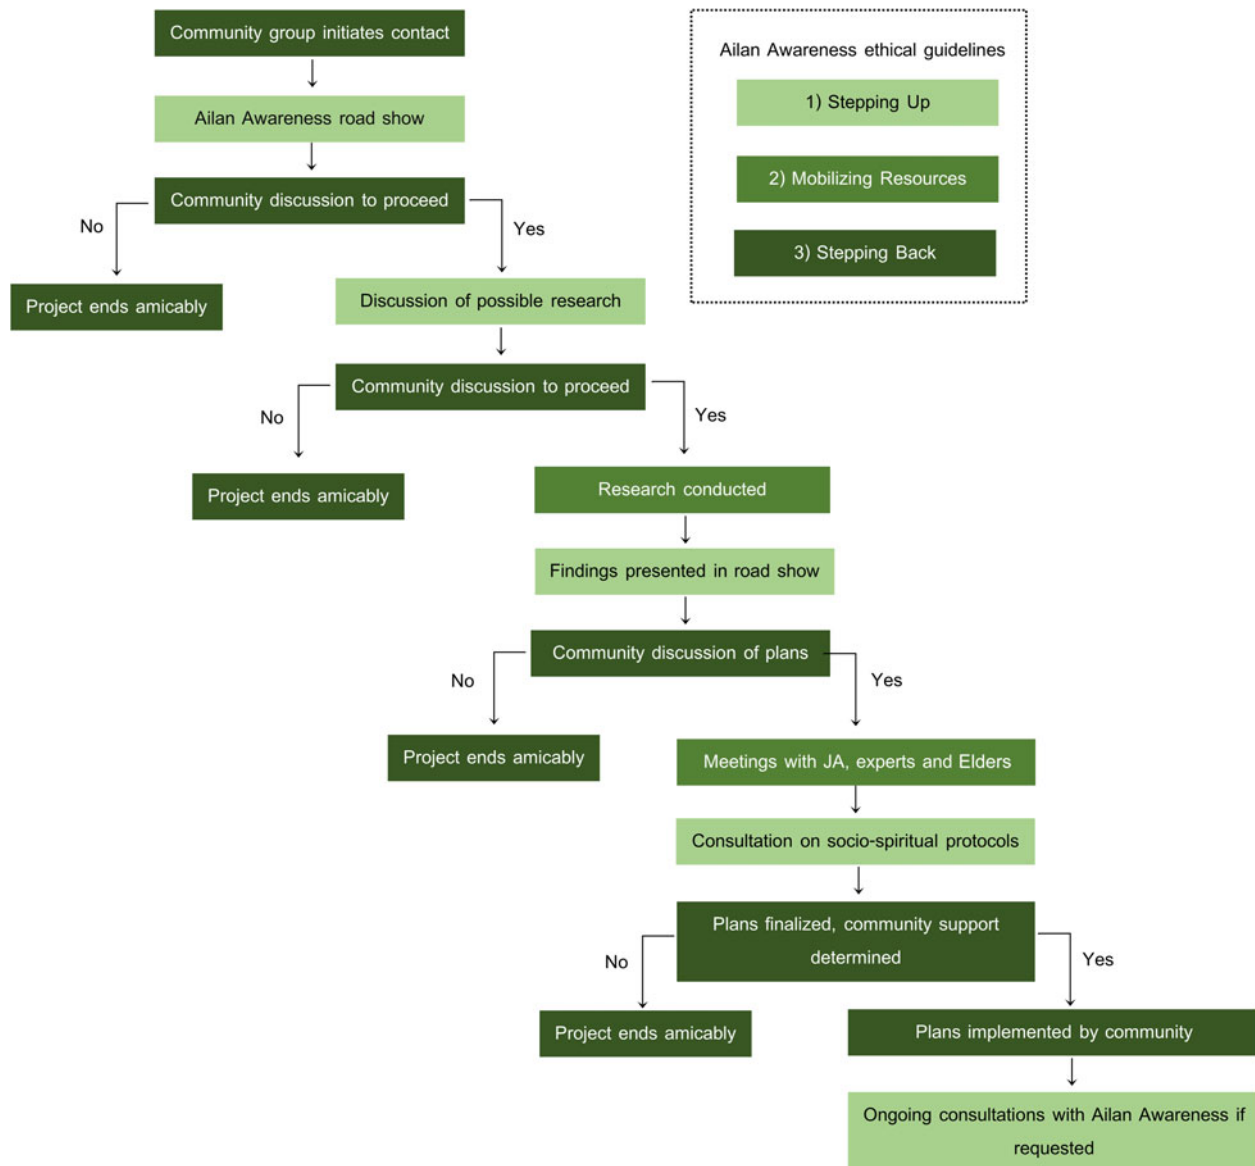 Community group initiates contact
Ailan Awareness road show
Community discussion to proceed
No
Yes
Project ends amicably
Discussion of possible research
Community discussion to proceed
No
Yes
Project ends amicably
Research conducted
Findings presented in road show
Community discussion of plans
No
Yes
Project ends amicably
Meetings with JA, experts and Elders
Consultation on socio-spiritual protocols
Plans finalized, community support
determined
No
Yes
Project ends amicably
Plans implemented by community
Ongoing consultations with Ailan Awareness if
requested
Ailan Awareness ethical guidelines
1) Stepping Up
2) Mobilizing Resources
3) Stepping Back